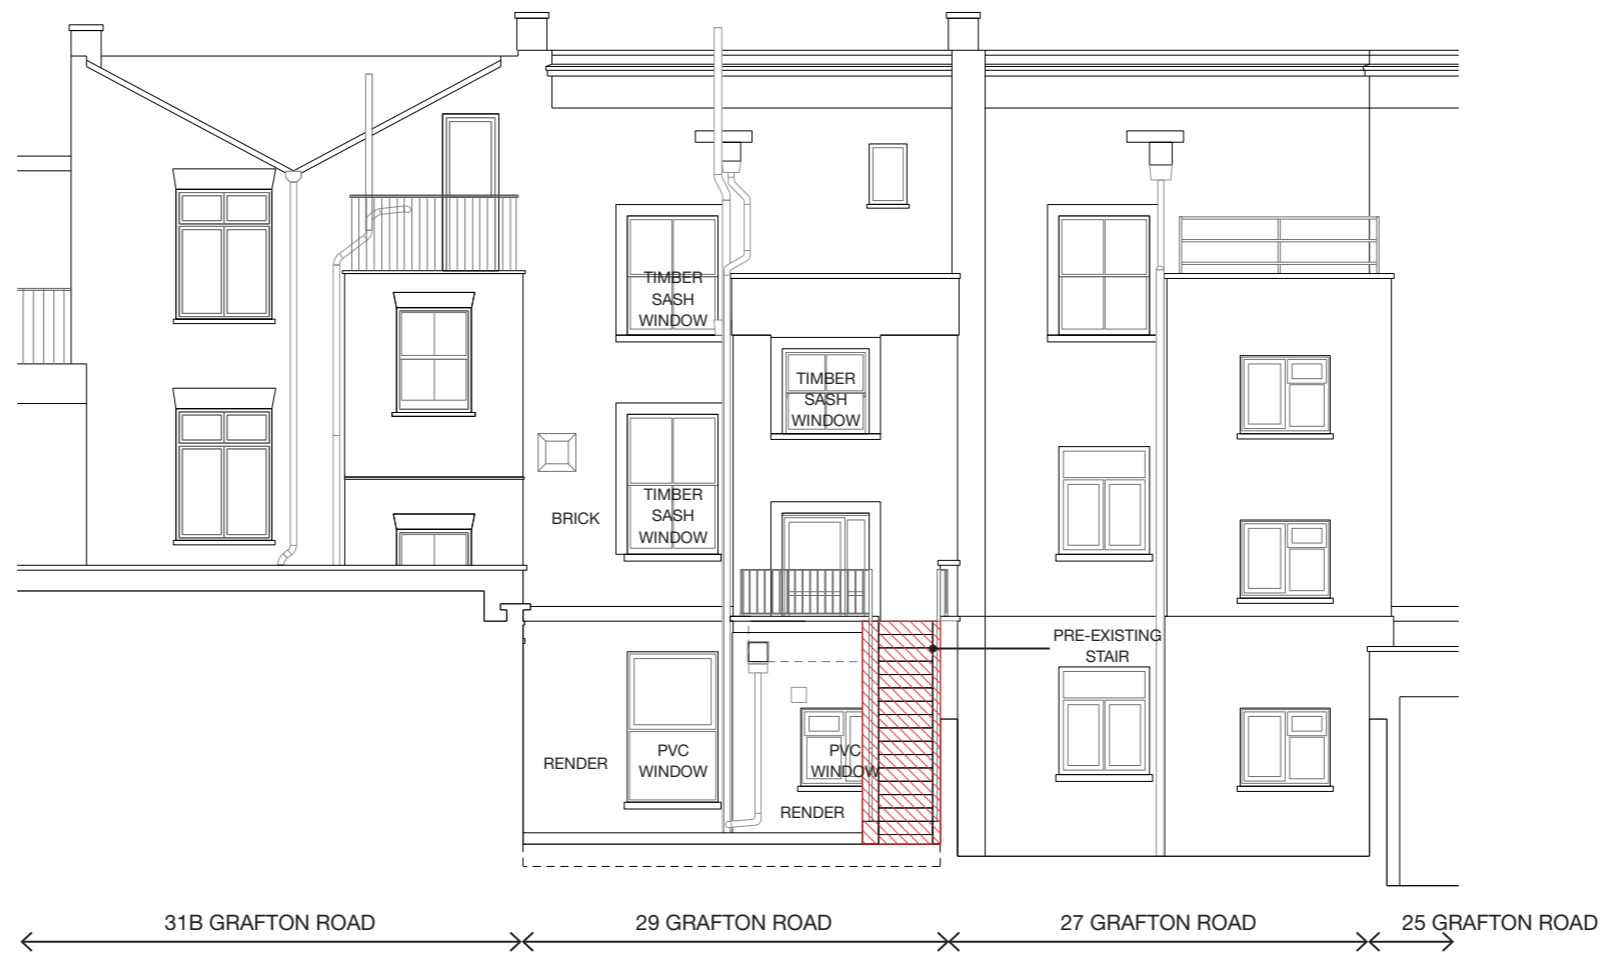 TIMBER
SASH
WINDOW
TIMBER
SASH
WINDOW
TIMBER
SASH
WINDOW
BRICK
PRE-EXISTING
STAIR
RENDER
PVC
WINDOW
PVC
WINDOW
RENDER
31B GRAFTON ROAD
29 GRAFTON ROAD
27 GRAFTON ROAD
25 GRAFTON ROAD